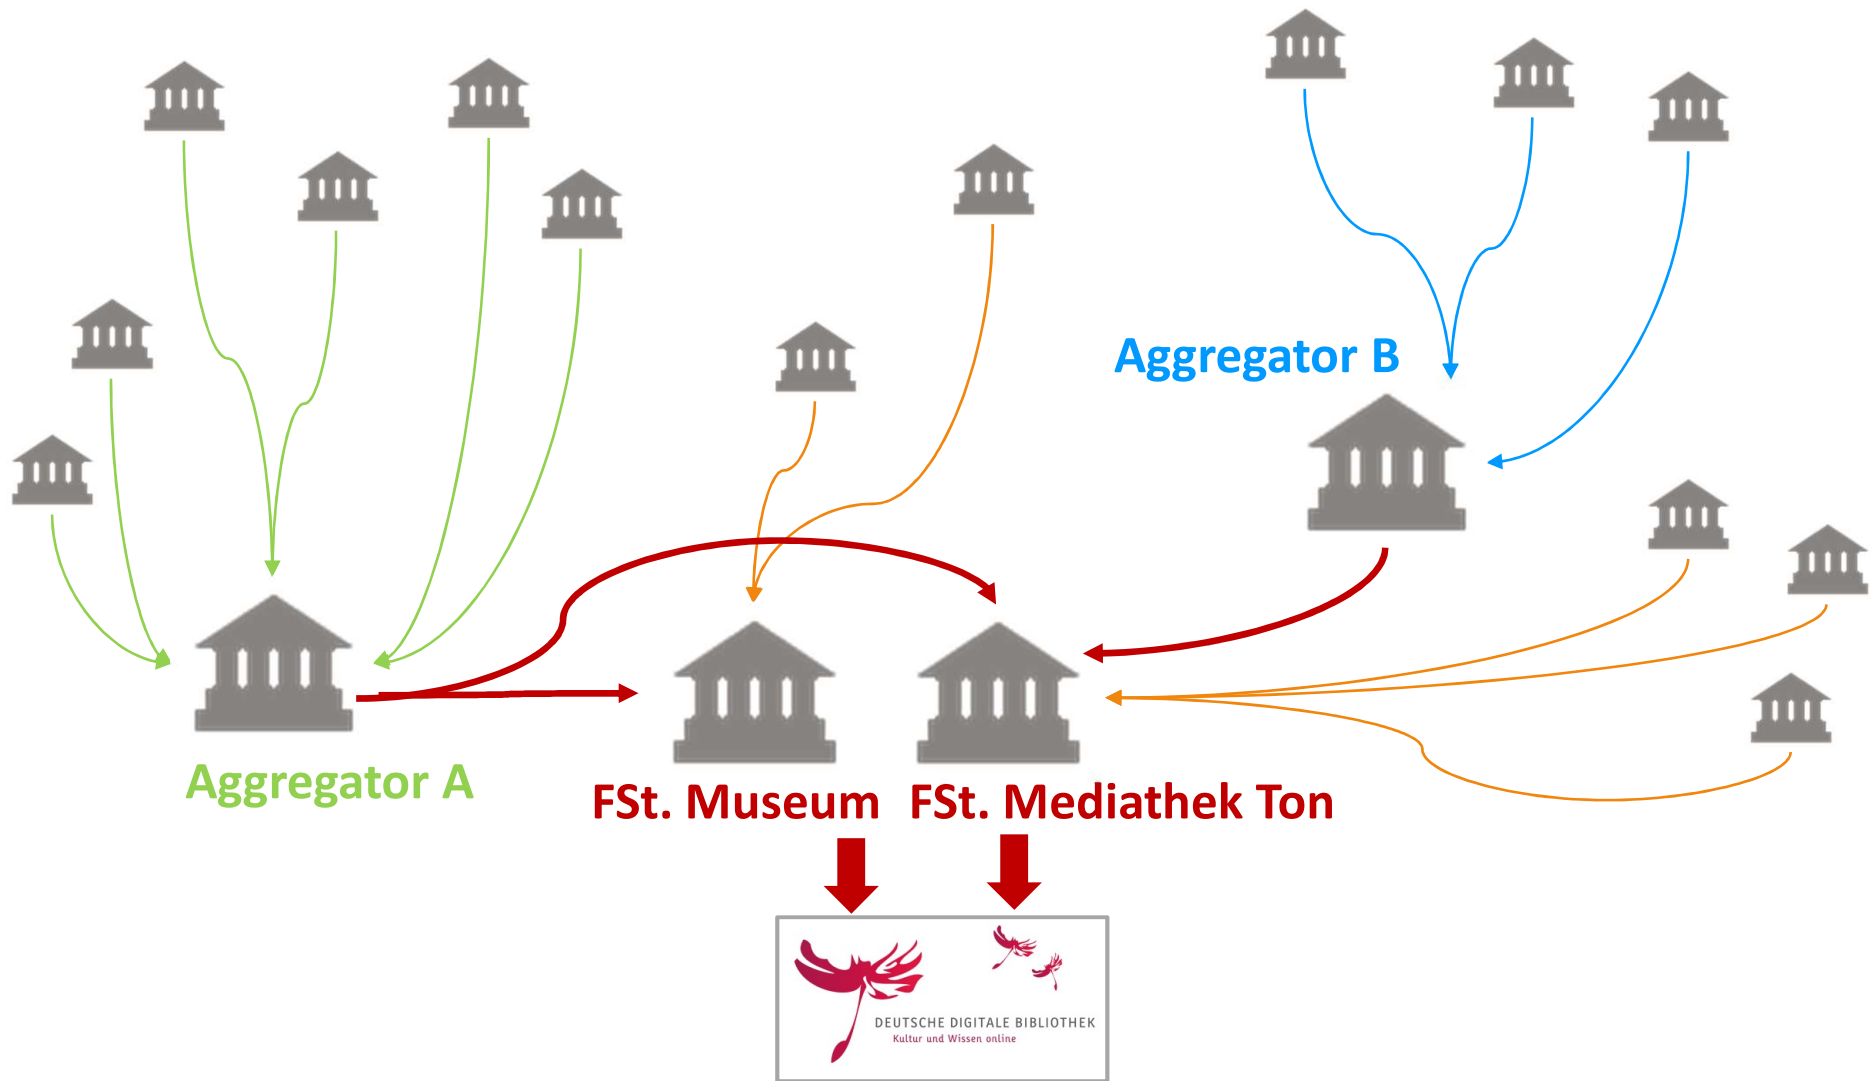 Aggregator B
Aggregator A
FSt. Museum
FSt. Mediathek Ton
DEUTSCHE DIGITALE BIBLIOTHEK
Kultur und Wissen online